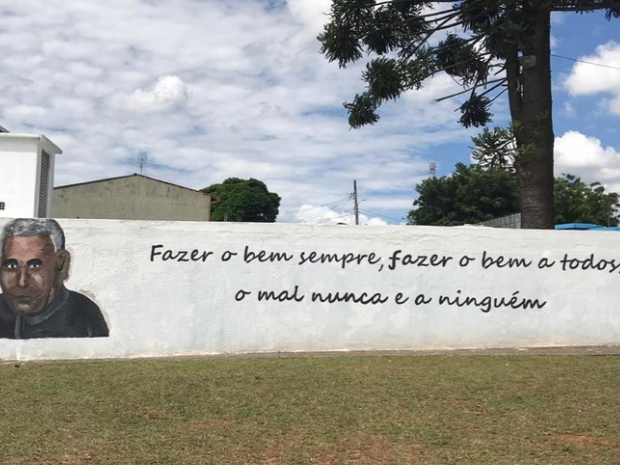 Fazer o bem sempre, fazer o bem a todos,
o mal nunca e a ninguém